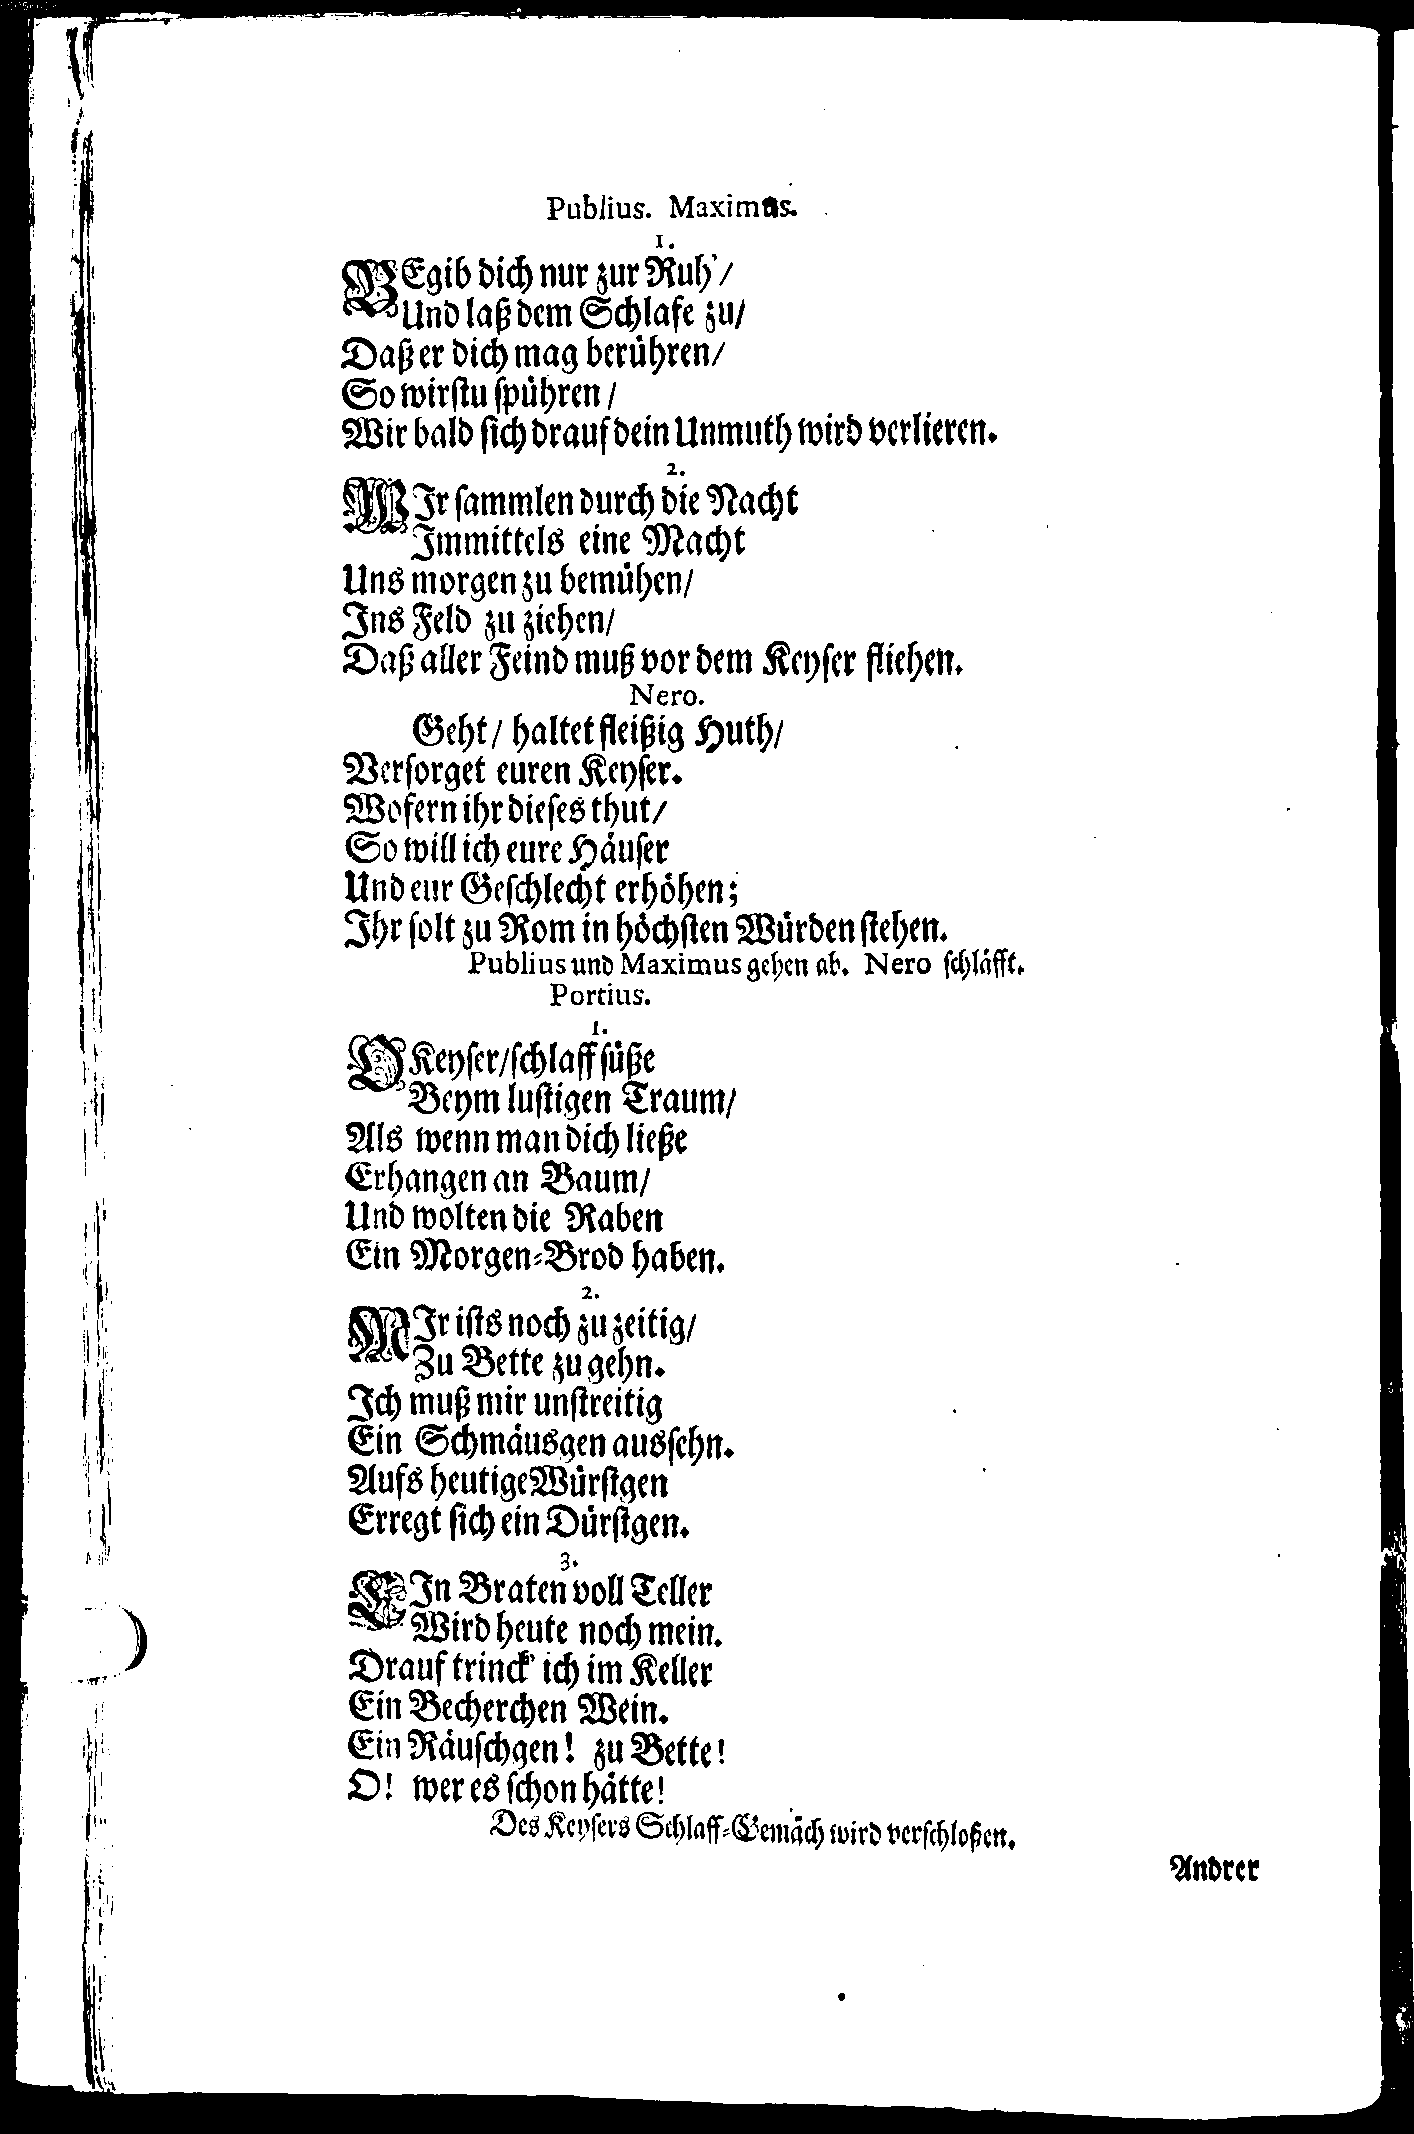 Publius. Maximus.
1.
BEgib dich nur zur Ruh'/
Und laß dem Schlafe zu/
Daß er dich mag berühren/
So wirstu spühren/
Wir bald sich drauf dein Unmuth wird verlieren.
2.
WIr sammlen durch die Nacht
Immittels eine Macht
Uns morgen zu bemühen/
Ins Feld zu ziehen/
Daß aller Feind muß vor dem Keyser fliehen.
Nero.
Geht/ haltet fleißig Huth/
Versorget euren Keyser.
Wofern ihr dieses thut/
So will ich eure Häuser
Und eur Geschlecht erhöhen;
Ihr solt zu Rom in höchsten Würden stehen.
Publius und Maximus gehen ab. Nero schläfft.
Portius.
1.
O Keyser/ schlaff süße
Beym lustigen Traum/
Als wenn man dich ließe
Erhangen an Baum/
Und wolten die Raben
Ein Morgen-Brod haben.
2.
MIr ists noch zu zeitig/
Zu Bette zu gehn.
Ich muß mir unstreitig
Ein Schmäusgen aussehn.
Aufs heutige Würstgen
Erregt sich ein Dürstgen.
3.
EIn Braten voll Teller
Wird heute noch mein.
Drauf trinck' ich im Keller
Ein Becherchen Wein.
Ein Räuschgen! zu Bette!
O! wer es schon hätte!
Des Keysers Schlaff-Gemäch wird verschloßen.
Andrer